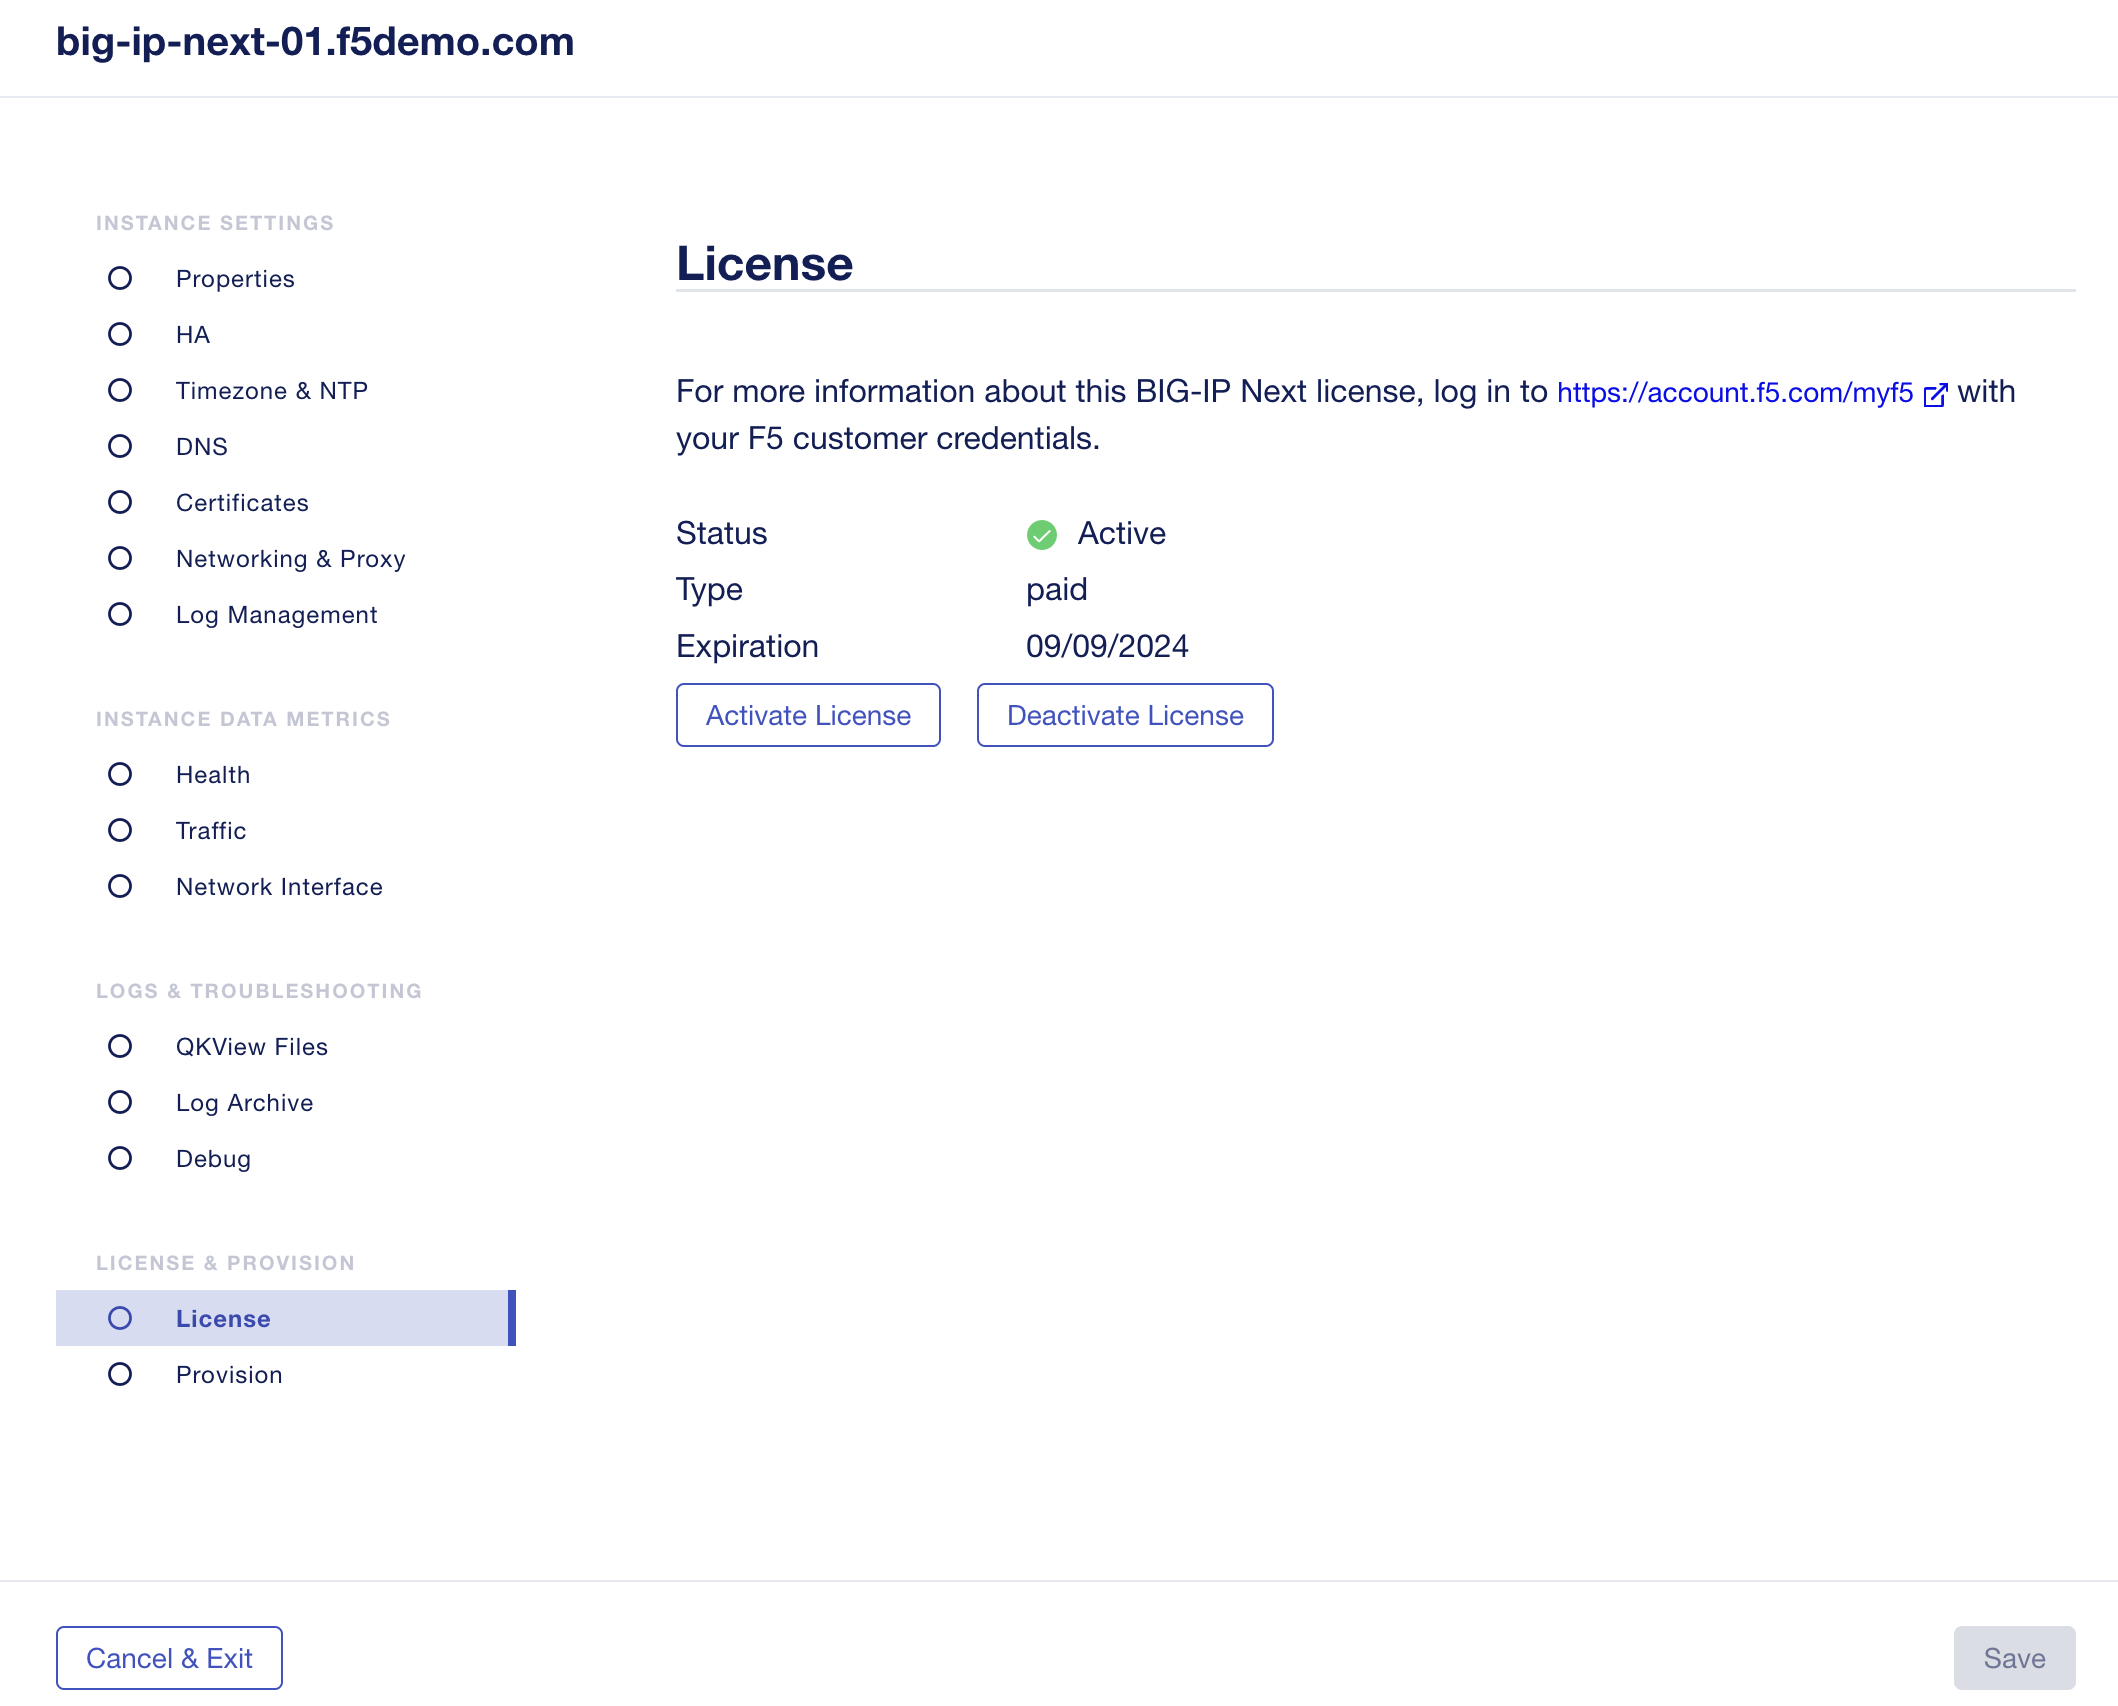 big-ip-next-01.f5demo.com
INSTANCE SETTINGS
Properties
HA
Timezone & NTP
DNS
Certificates
Networking & Proxy
Log Management
INSTANCE DATA METRICS
Health
Traffic
Network Interface
LOGS & TROUBLESHOOTING
QKView Files
Log Archive
Debug
LICENSE & PROVISION
License
Provision
License
For more information about this BIG-IP Next license, log in to https://account.f5.com/myf5 with
your F5 customer credentials.
Status Active
Type paid
Expiration 09/09/2024
Activate License Deactivate License
Cancel & Exit Save